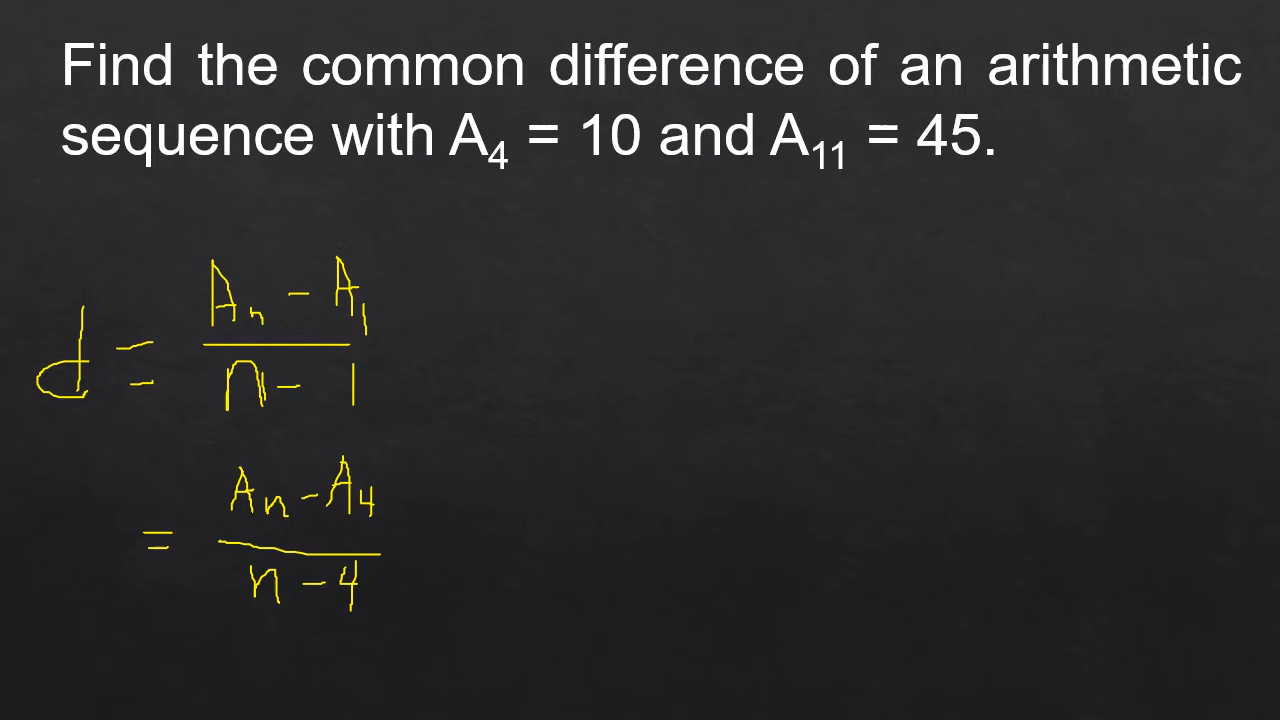 Find the common difference of an arithmetic
sequence with A₄ = 10 and A₁₁ = 45.
d = (Aₙ - A₁)/(n - 1)
= (Aₙ - A₄)/(n - 4)